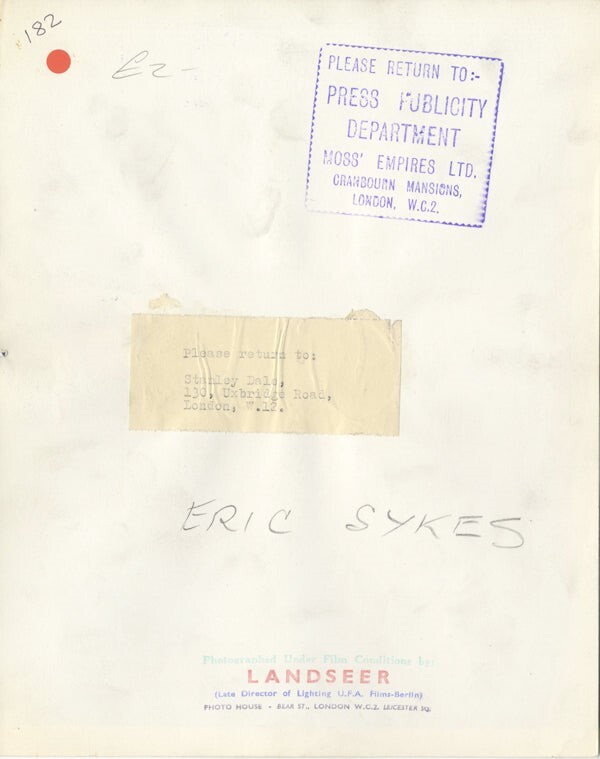 182
£2-
PLEASE RETURN TO:-
PRESS PUBLICITY
DEPARTMENT
MOSS' EMPIRES LTD.
CRANBOURN MANSIONS,
LONDON, W.C.2.
Please return to:
Stanley Dale,
130, Uxbridge Road,
London, W.12.
ERIC SYKES
Photographed Under Film Conditions by:
LANDSEER
(Late Director of Lighting U.F.A. Films-Berlin)
PHOTO HOUSE - BEAR ST., LONDON W.C.2. LEICESTER SQ.